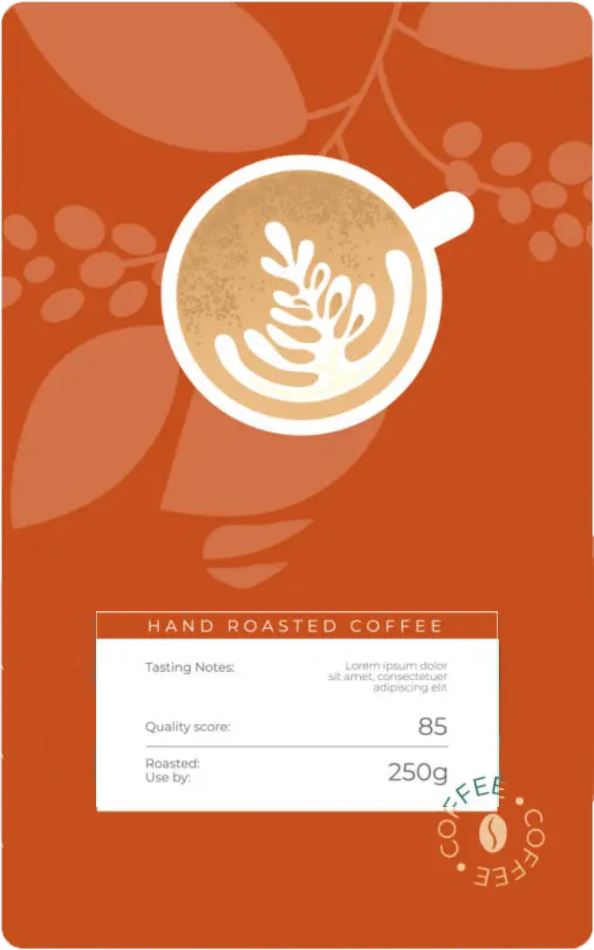 HAND ROASTED COFFEE
Tasting Notes:
Lorem ipsum dolor
sit amet, consectetuer
adipiscing elit
Quality score:
85
Roasted:
Use by:
250g
COFFEE • COFFEE •